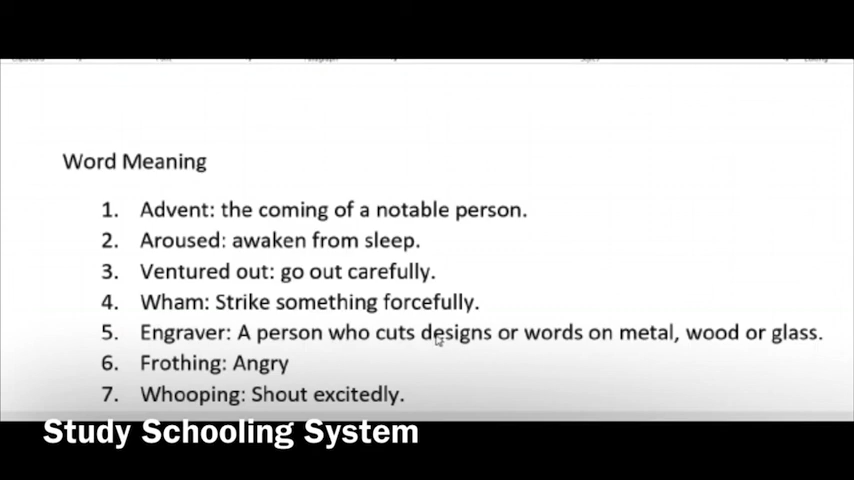 Word Meaning
1. Advent: the coming of a notable person.
2. Aroused: awaken from sleep.
3. Ventured out: go out carefully.
4. Wham: Strike something forcefully.
5. Engraver: A person who cuts designs or words on metal, wood or glass.
6. Frothing: Angry
7. Whooping: Shout excitedly.
Study Schooling System